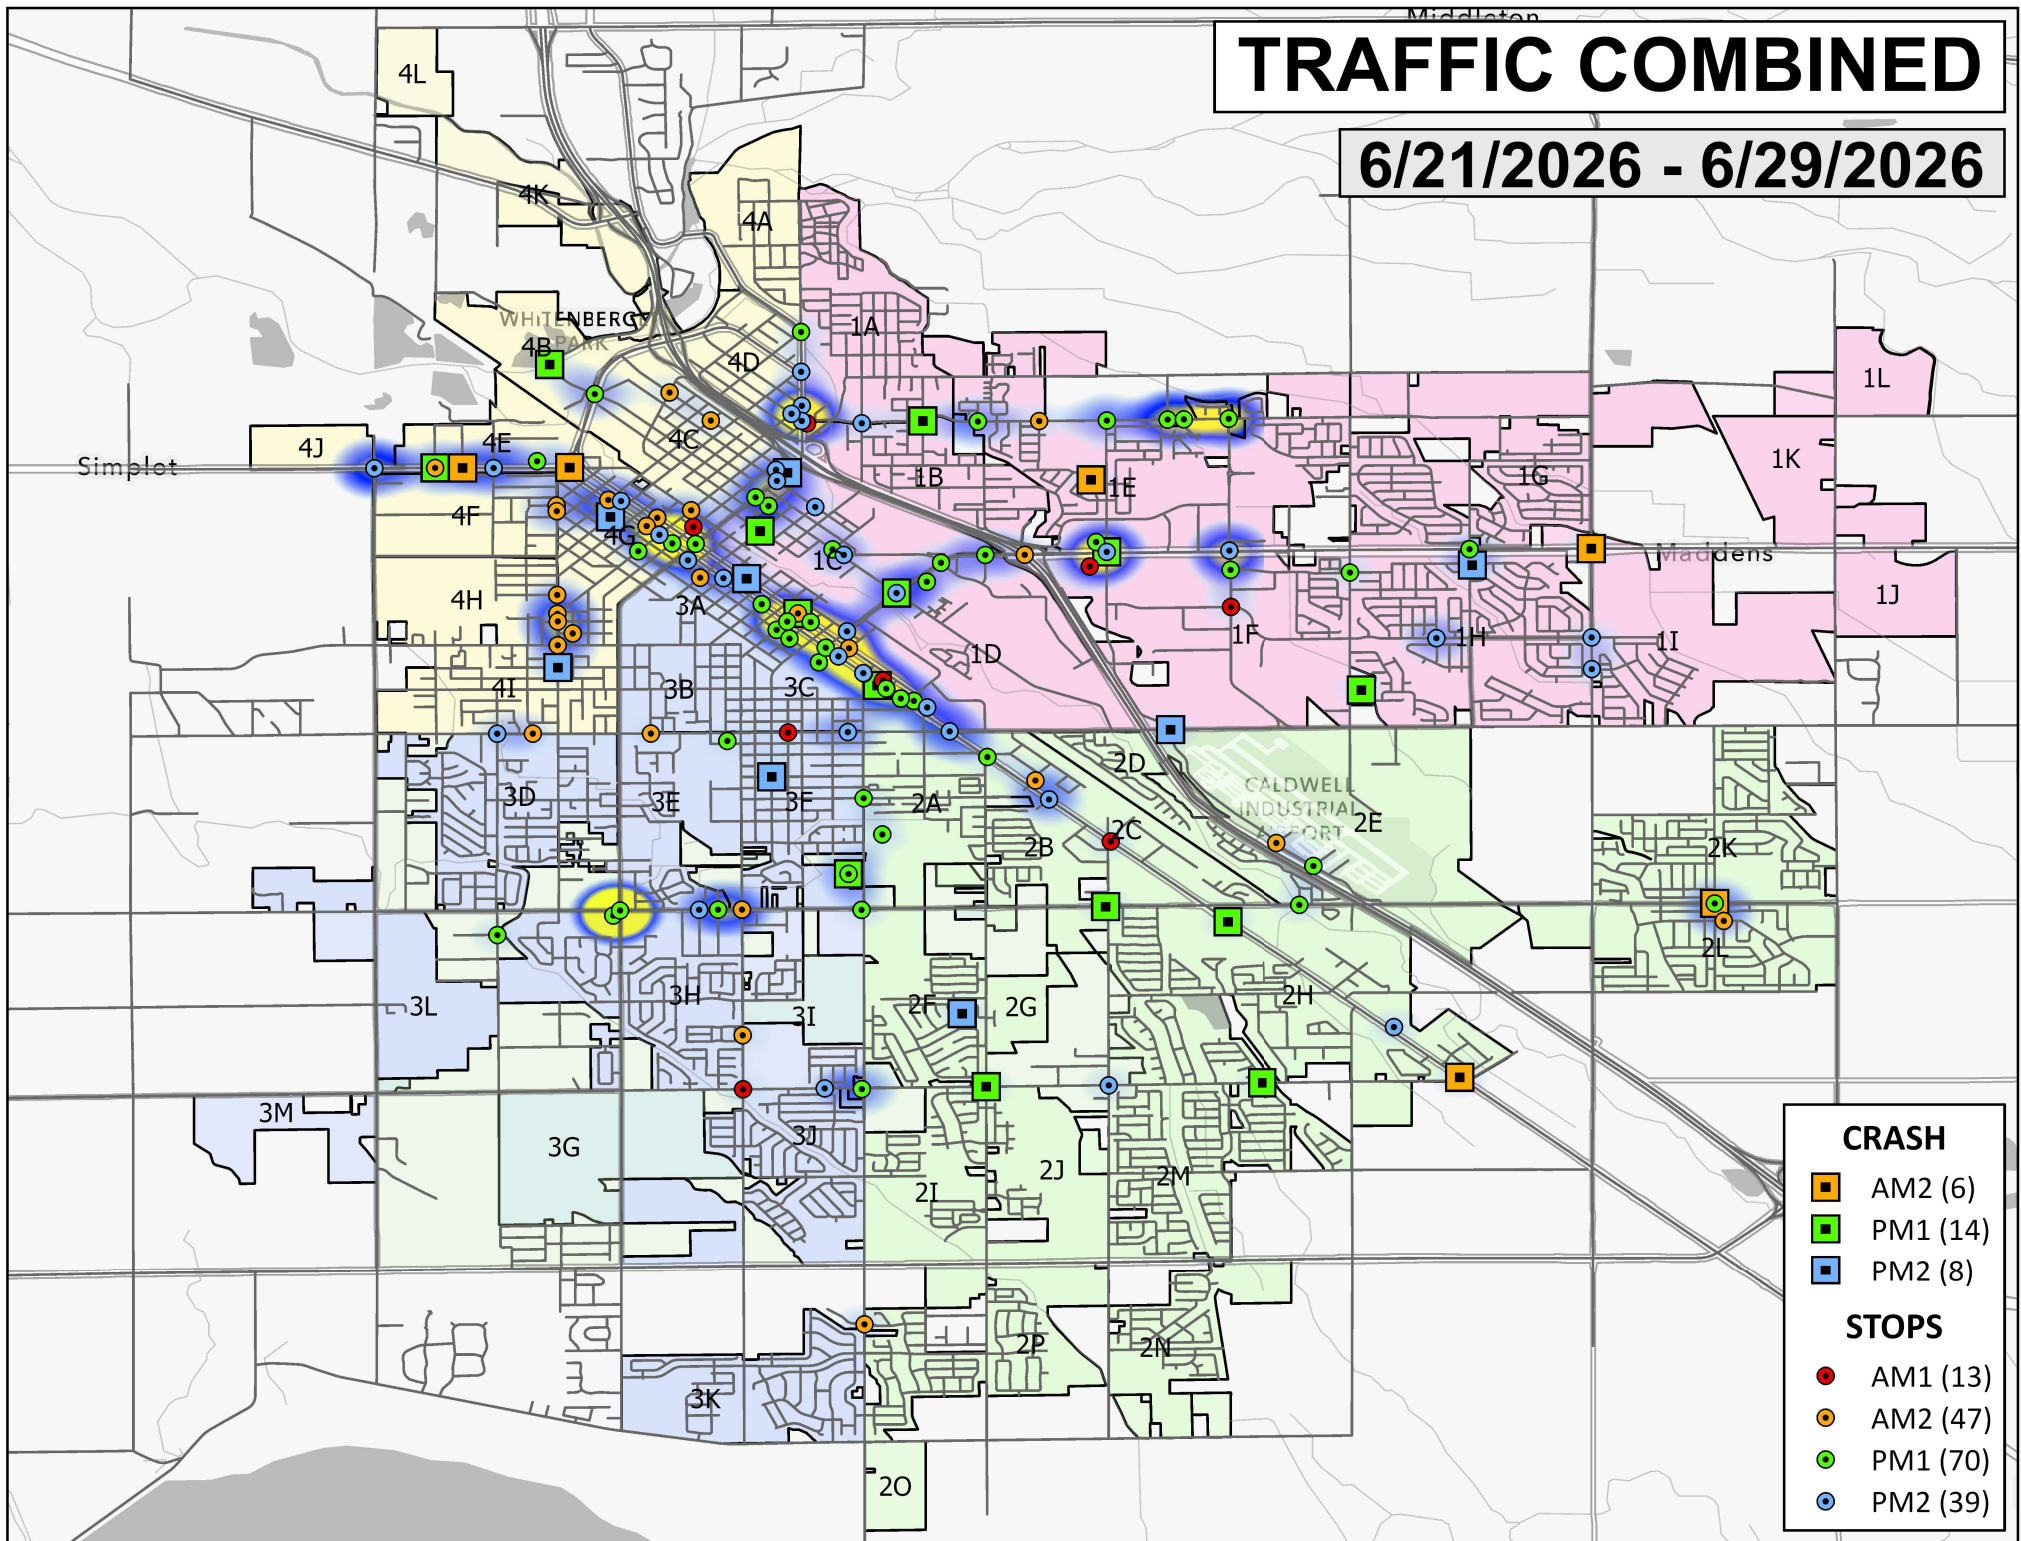 Middleton
TRAFFIC COMBINED
6/21/2026 - 6/29/2026
4L
4K
4A
WHITENBERGE
PARK
4B
1A
4D
1L
4J
4E
4C
Simplot
1B
1E
1G
1K
4F
4G
1C
Maddens
4H
3A
1J
1D
1F
1H
1I
4I
3B
3C
2D
CALDWELL
INDUSTRIAL
AIRPORT
3D
3E
3F
2A
2B
2C
2E
2K
2L
3L
3H
3I
2F
2G
2H
3M
3G
3J
2I
2J
2M
3K
2P
2N
2O
CRASH
AM2 (6)
PM1 (14)
PM2 (8)
STOPS
AM1 (13)
AM2 (47)
PM1 (70)
PM2 (39)